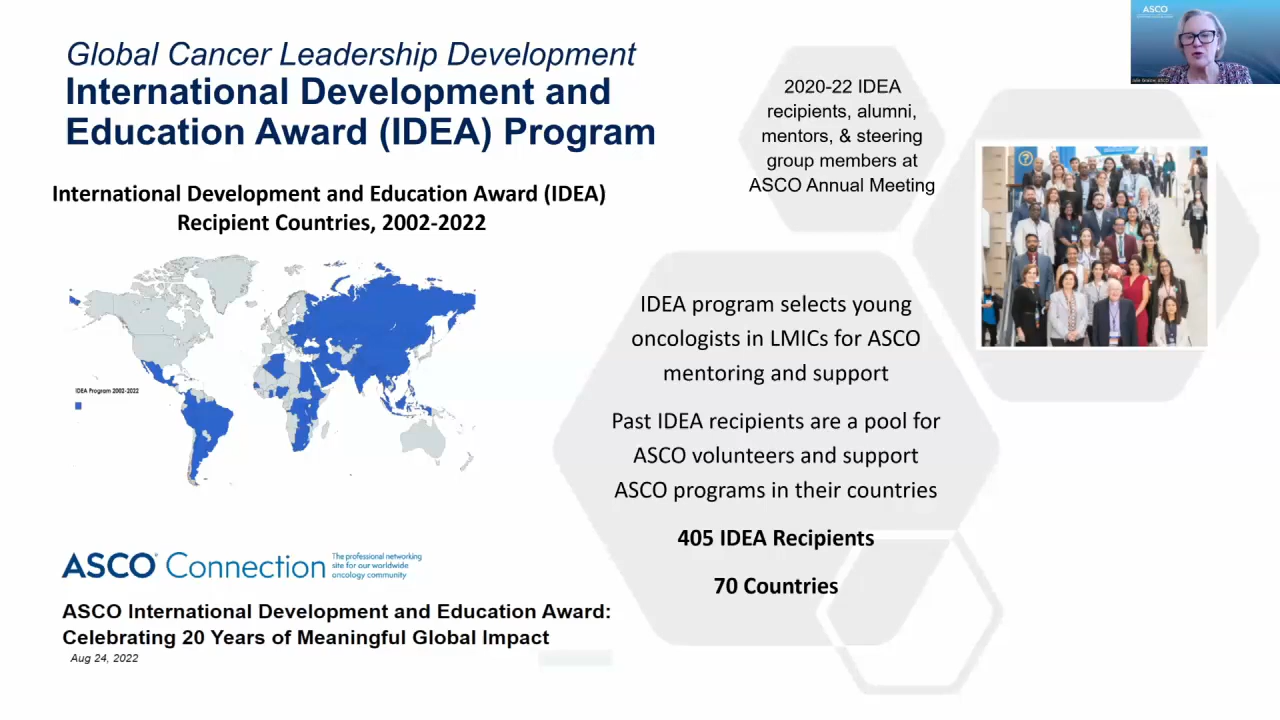 Global Cancer Leadership Development
International Development and
Education Award (IDEA) Program
International Development and Education Award (IDEA)
Recipient Countries, 2002-2022
IDEA Program 2002-2022
ASCO Connection
The professional networking
site for our worldwide
oncology community
ASCO International Development and Education Award:
Celebrating 20 Years of Meaningful Global Impact
Aug 24, 2022
2020-22 IDEA
recipients, alumni,
mentors, & steering
group members at
ASCO Annual Meeting
IDEA program selects young
oncologists in LMICs for ASCO
mentoring and support
Past IDEA recipients are a pool for
ASCO volunteers and support
ASCO programs in their countries
405 IDEA Recipients
70 Countries
ASCO